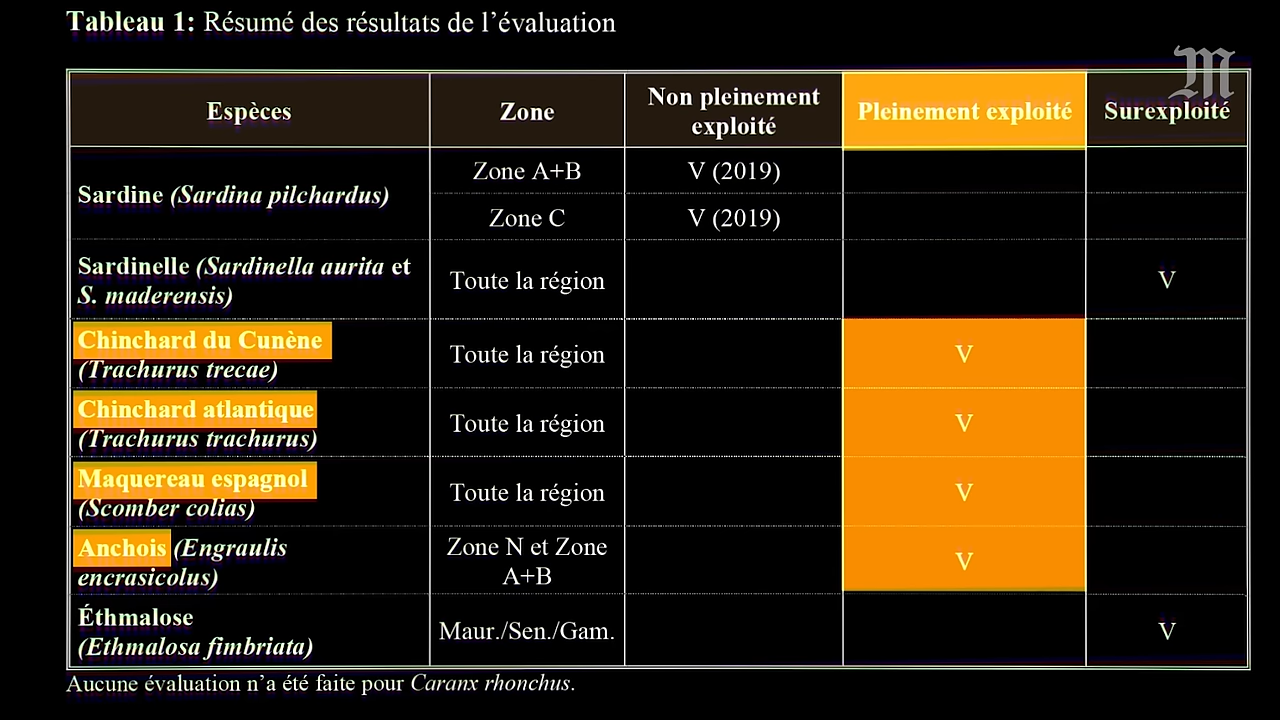 Tableau 1: Résumé des résultats de l'évaluation
M
Espèces
Zone
Non pleinement
exploité
Pleinement exploité
Surexploité
Sardine (Sardina pilchardus)
Zone A+B
V (2019)
Zone C
V (2019)
Sardinelle (Sardinella aurita et
S. maderensis)
Toute la région
V
Chinchard du Cunène
(Trachurus trecae)
Toute la région
V
Chinchard atlantique
(Trachurus trachurus)
Toute la région
V
Maquereau espagnol
(Scomber colias)
Toute la région
V
Anchois (Engraulis
encrasicolus)
Zone N et Zone
A+B
V
Éthmalose
(Ethmalosa fimbriata)
Maur./Sen./Gam.
V
Aucune évaluation n'a été faite pour Caranx rhonchus.